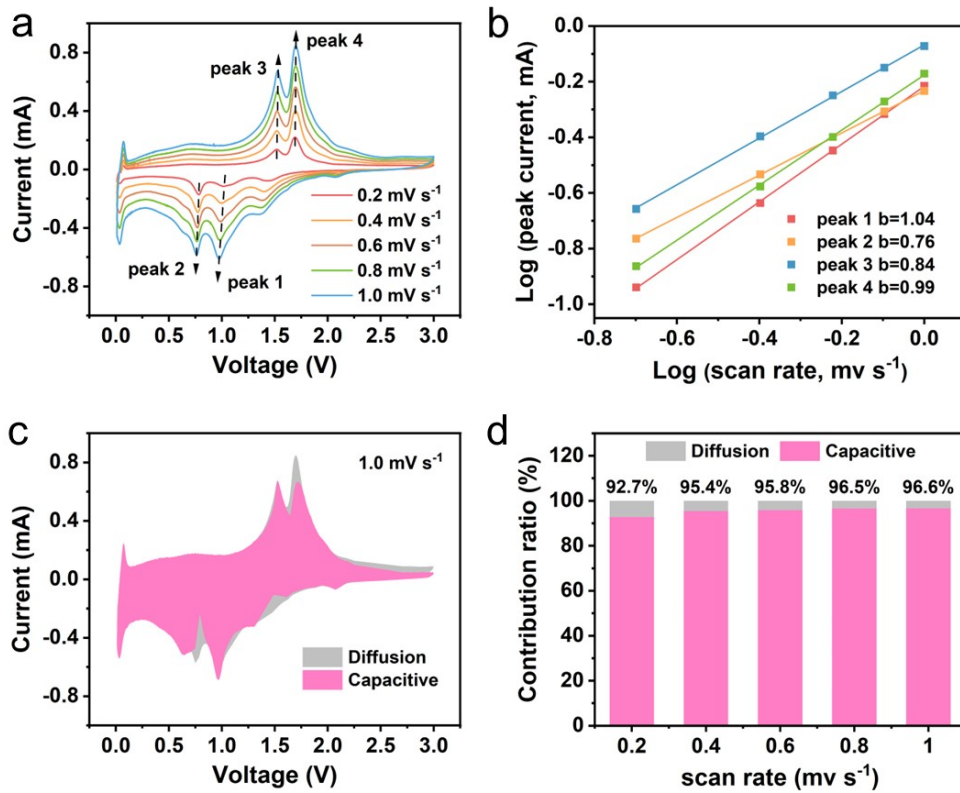 a
peak 4
peak 3
peak 2
peak 1
0.2 mV s⁻¹
0.4 mV s⁻¹
0.6 mV s⁻¹
0.8 mV s⁻¹
1.0 mV s⁻¹
0.8
0.4
0.0
-0.4
-0.8
Current (mA)
0.0 0.5 1.0 1.5 2.0 2.5 3.0
Voltage (V)
b
0.0
-0.2
-0.4
-0.6
-0.8
-1.0
Log (peak current, mA)
peak 1 b=1.04
peak 2 b=0.76
peak 3 b=0.84
peak 4 b=0.99
-0.8 -0.6 -0.4 -0.2 0.0
Log (scan rate, mv s⁻¹)
c
1.0 mV s⁻¹
0.8
0.4
0.0
-0.4
-0.8
Current (mA)
Diffusion
Capacitive
0.0 0.5 1.0 1.5 2.0 2.5 3.0
Voltage (V)
d
Diffusion Capacitive
92.7% 95.4% 95.8% 96.5% 96.6%
120
100
80
60
40
20
0
Contribution ratio (%)
0.2 0.4 0.6 0.8 1
scan rate (mv s⁻¹)